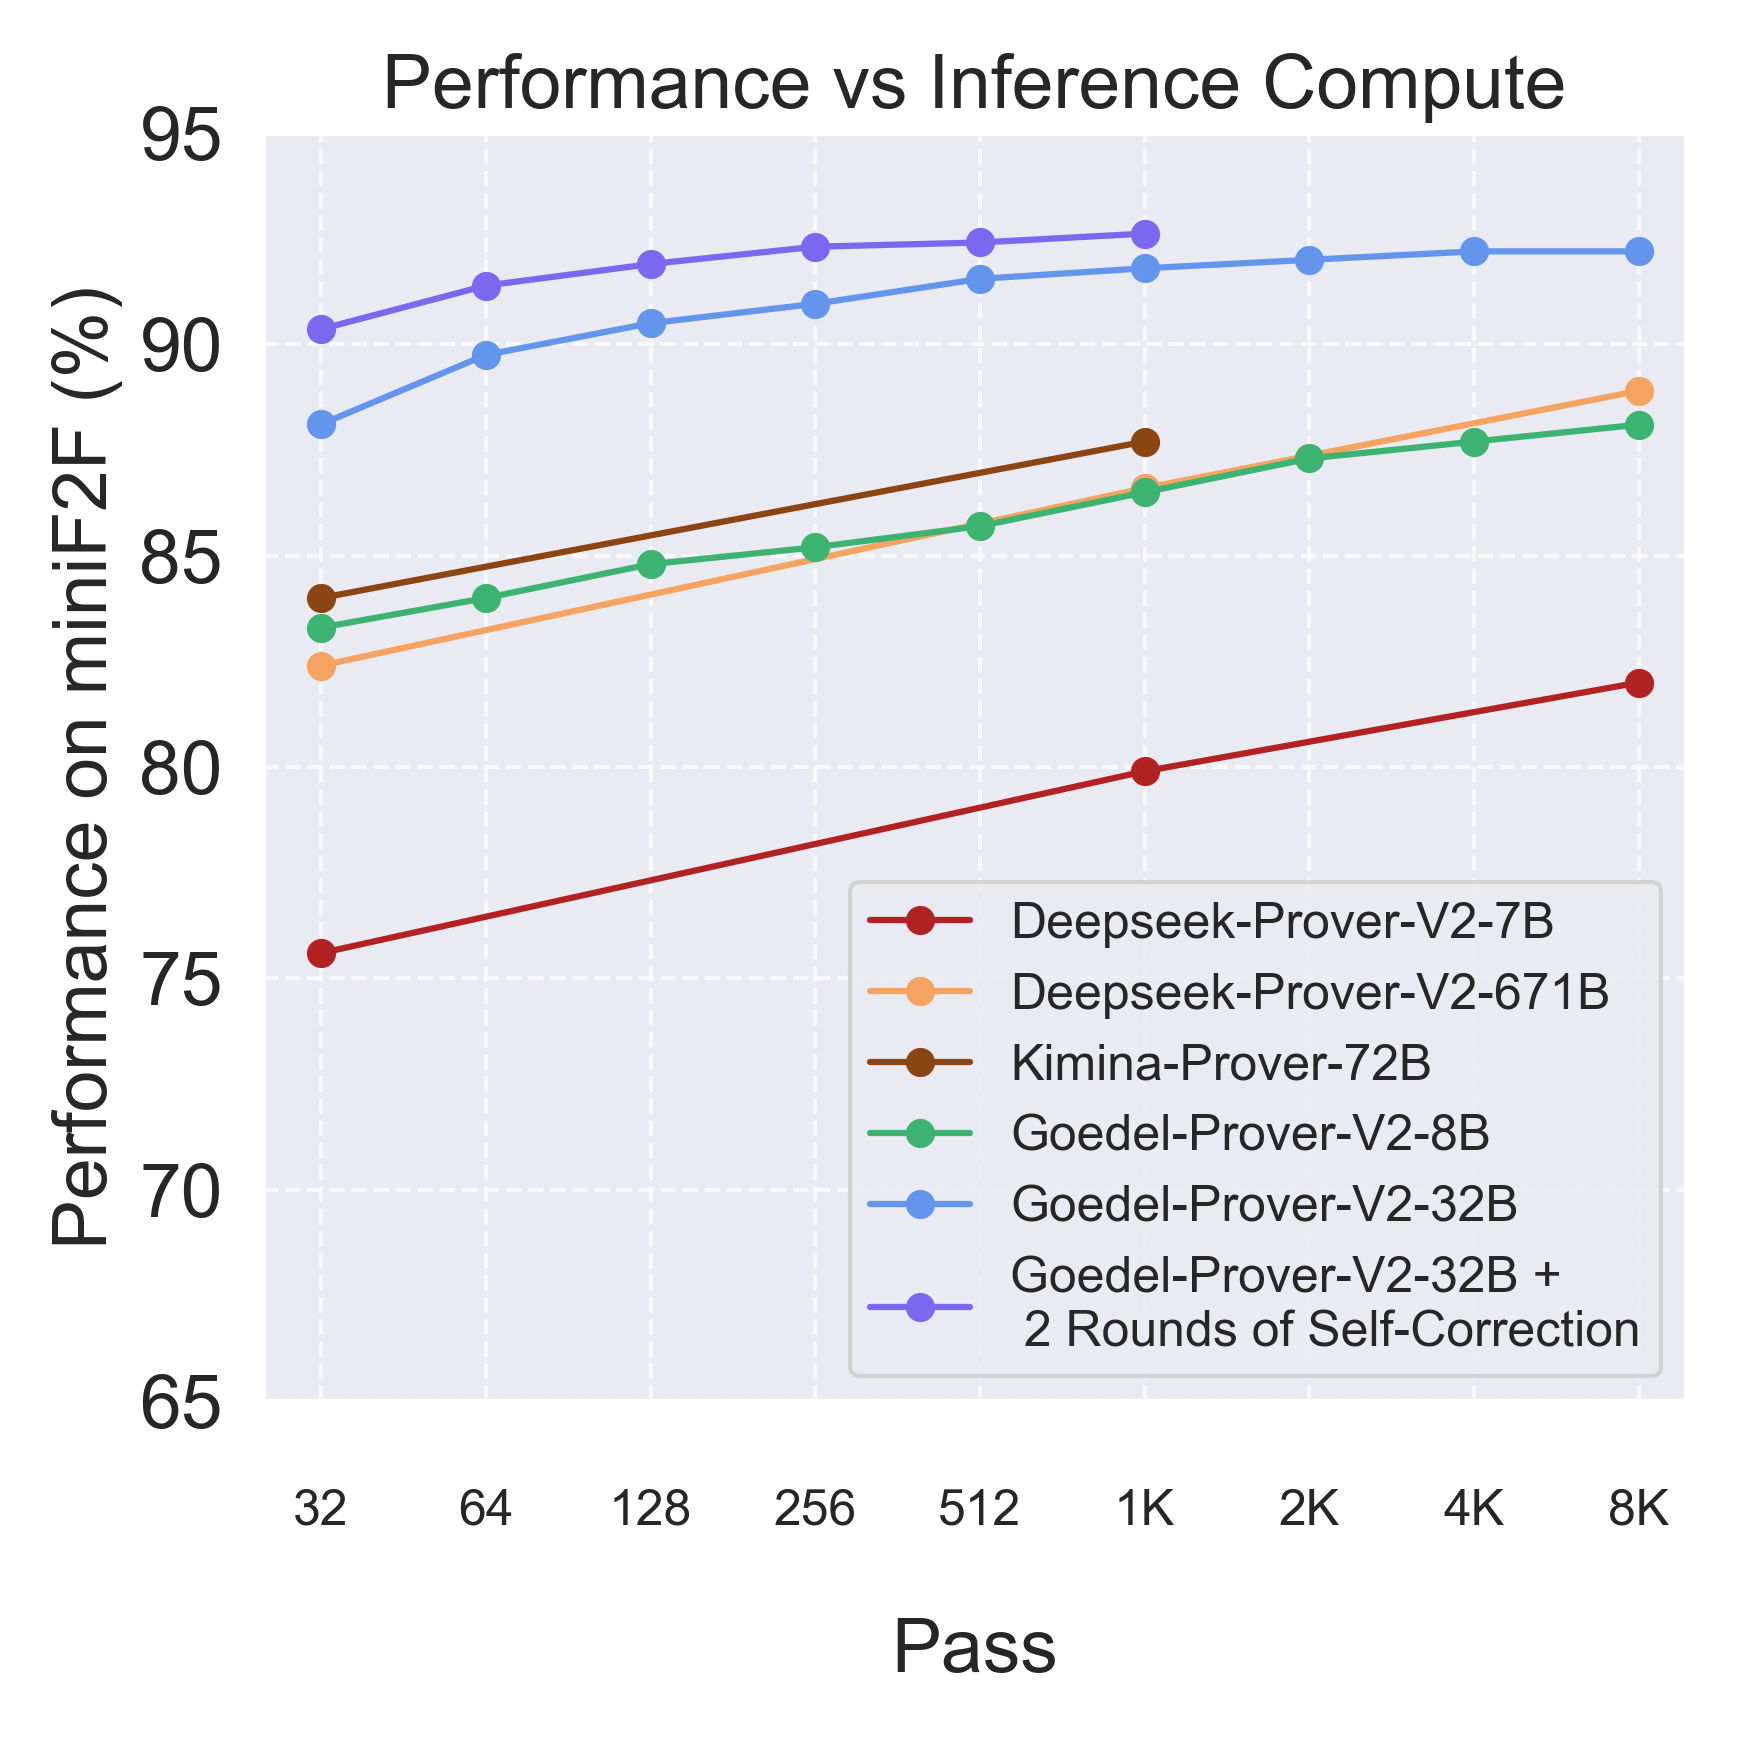 Performance vs Inference Compute
Performance on miniF2F (%)
95
90
85
80
75
70
65
Deepseek-Prover-V2-7B
Deepseek-Prover-V2-671B
Kimina-Prover-72B
Goedel-Prover-V2-8B
Goedel-Prover-V2-32B
Goedel-Prover-V2-32B +
2 Rounds of Self-Correction
32 64 128 256 512 1K 2K 4K 8K
Pass